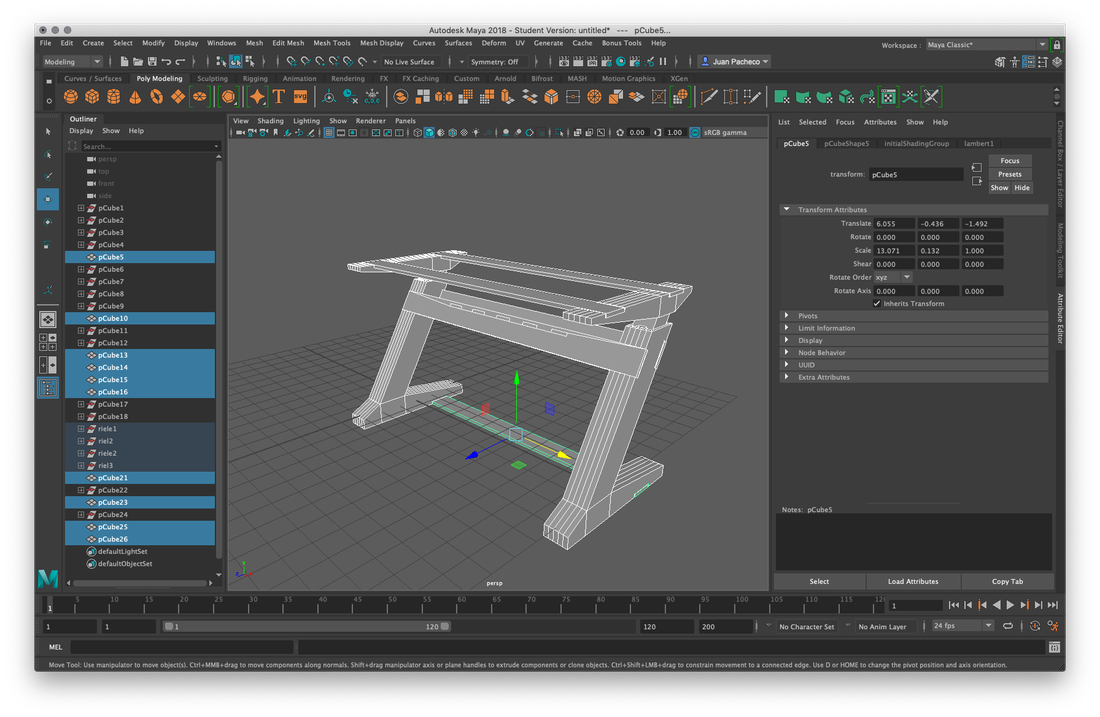 Autodesk Maya 2018 - Student Version: untitled* --- pCube5...
File Edit Create Select Modify Display Windows Mesh Edit Mesh Mesh Tools Mesh Display Curves Surfaces Deform UV Generate Cache Bonus Tools Help
Workspace : Maya Classic*
Modeling No Live Surface Symmetry: Off Juan Pacheco
Curves / Surfaces Poly Modeling Sculpting Rigging Animation Rendering FX FX Caching Custom Arnold Bifrost MASH Motion Graphics XGen
T SVG
Outliner
Display Show Help
Search...
persp
top
front
side
pCube1
pCube2
pCube3
pCube4
pCube5
pCube6
pCube7
pCube8
pCube9
pCube10
pCube11
pCube12
pCube13
pCube14
pCube15
pCube16
pCube17
pCube18
riele1
riel2
riele2
riel3
pCube21
pCube22
pCube23
pCube24
pCube25
pCube26
defaultLightSet
defaultObjectSet
View Shading Lighting Show Renderer Panels
0.00 1.00 sRGB gamma
persp
List Selected Focus Attributes Show Help
pCube5 pCubeShape5 initialShadingGroup lambert1
Focus
transform: pCube5 Presets
Show Hide
Transform Attributes
Translate 6.055 -0.436 -1.492
Rotate 0.000 0.000 0.000
Scale 13.071 0.132 1.000
Shear 0.000 0.000 0.000
Rotate Order xyz
Rotate Axis 0.000 0.000 0.000
Inherits Transform
Pivots
Limit Information
Display
Node Behavior
UUID
Extra Attributes
Notes: pCube5
Select Load Attributes Copy Tab
Channel Box / Layer Editor
Modeling Toolkit
Attribute Editor
1 5 10 15 20 25 30 35 40 45 50 55 60 65 70 75 80 85 90 95 100 105 110 115 1
1 1 1 120 120 200 No Character Set No Anim Layer 24 fps
MEL
Move Tool: Use manipulator to move object(s). Ctrl+MMB+drag to move components along normals. Shift+drag manipulator axis or plane handles to extrude components or clone objects. Ctrl+Shift+LMB+drag to constrain movement to a connected edge. Use D or HOME to change the pivot position and axis orientation.